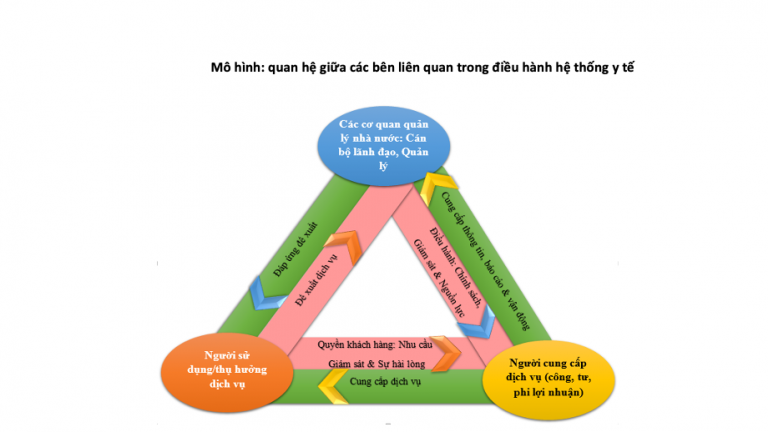 Mô hình: quan hệ giữa các bên liên quan trong điều hành hệ thống y tế
Các cơ quan quản
lý nhà nước: Cán
bộ lãnh đạo, Quản
lý
Đáp ứng đề xuất
Đề xuất dịch vụ
Cung cấp thông tin, báo cáo & vận động
Điều hành: Chính sách,
Giám sát & Nguồn lực
Quyền khách hàng: Nhu cầu
Giám sát & Sự hài lòng
Cung cấp dịch vụ
Người sử
dụng/thụ hưởng
dịch vụ
Người cung cấp
dịch vụ (công, tư,
phi lợi nhuận)